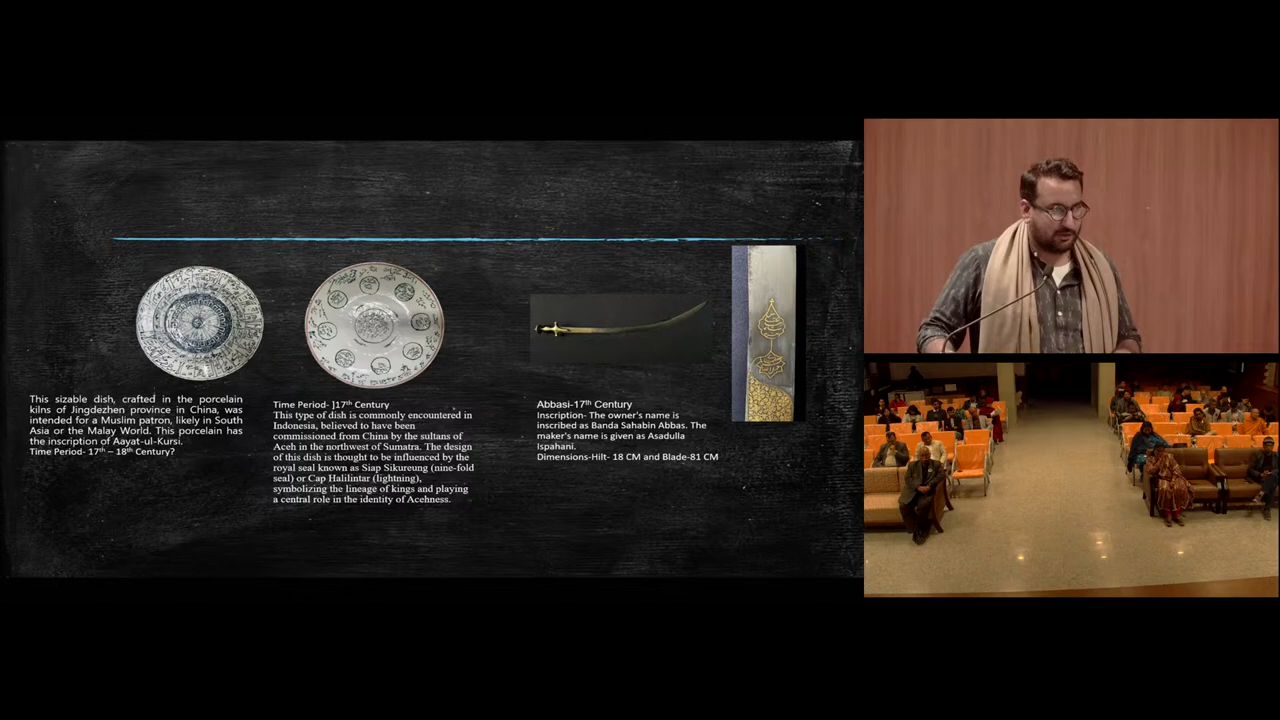 This sizable dish, crafted in the porcelain
kilns of Jingdezhen province in China, was
intended for a Muslim patron, likely in South
Asia or the Malay World. This porcelain has
the inscription of Aayat-ul-Kursi.
Time Period- 17th – 18th Century?
Time Period- ]17th Century
This type of dish is commonly encountered in
Indonesia, believed to have been
commissioned from China by the sultans of
Aceh in the northwest of Sumatra. The design
of this dish is thought to be influenced by the
royal seal known as Siap Sikureung (nine-fold
seal) or Cap Halilintar (lightning),
symbolizing the lineage of kings and playing
a central role in the identity of Acehness.
Abbasi-17th Century
Inscription- The owner's name is
inscribed as Banda Sahabin Abbas. The
maker's name is given as Asadulla
Ispahani.
Dimensions-Hilt- 18 CM and Blade-81 CM